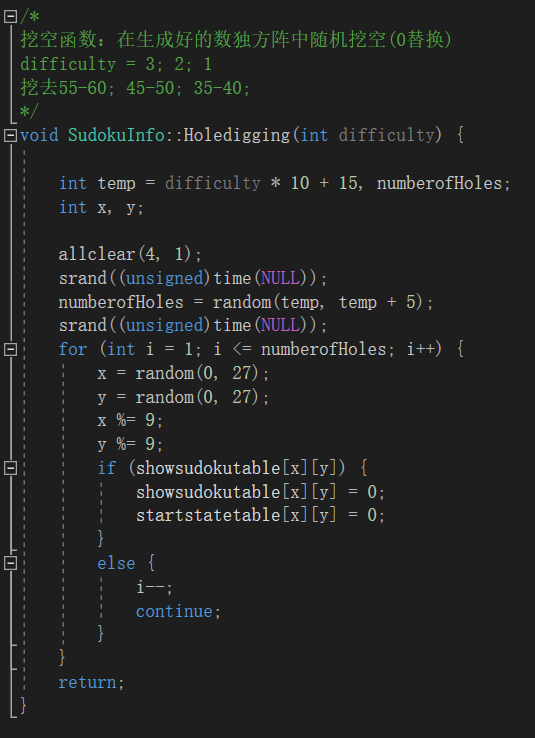 /*
挖空函数：在生成好的数独方阵中随机挖空(0替换)
difficulty = 3; 2; 1
挖去55-60; 45-50; 35-40;
*/
void SudokuInfo::Holedigging(int difficulty) {
int temp = difficulty * 10 + 15, numberofHoles;
int x, y;
allclear(4, 1);
srand((unsigned)time(NULL));
numberofHoles = random(temp, temp + 5);
srand((unsigned)time(NULL));
for (int i = 1; i <= numberofHoles; i++) {
x = random(0, 27);
y = random(0, 27);
x %= 9;
y %= 9;
if (showsudokutable[x][y]) {
showsudokutable[x][y] = 0;
startstatetable[x][y] = 0;
}
else {
i--;
continue;
}
}
return;
}